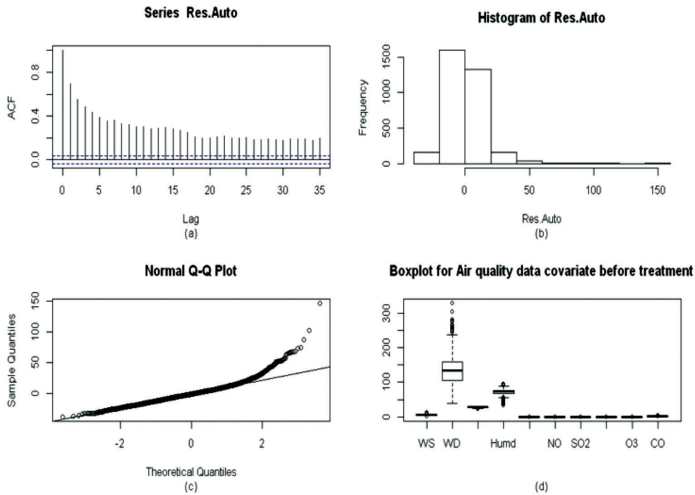 Series Res.Auto
ACF
0.0 0.4 0.8
0 5 10 15 20 25 30 35
Lag
(a)
Histogram of Res.Auto
Frequency
0 500 1500
0 50 100 150
Res.Auto
(b)
Normal Q-Q Plot
Sample Quantiles
0 50 100 150
-2 0 2
Theoretical Quantiles
(c)
Boxplot for Air quality data covariate before treatment
0 100 200 300
WS WD Humd NO SO2 O3 CO
(d)